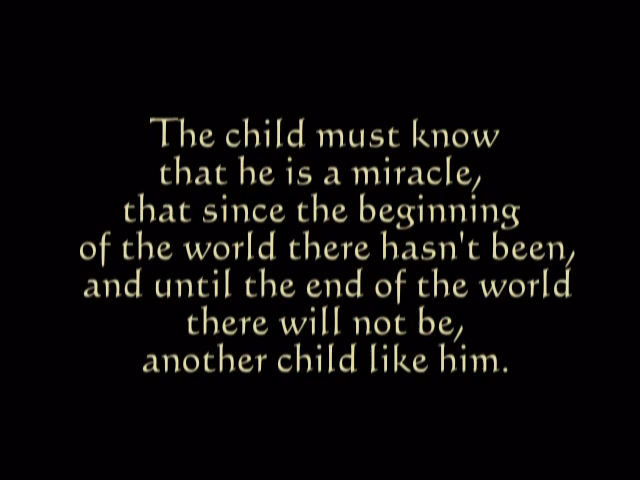 The child must know
that he is a miracle,
that since the beginning
of the world there hasn't been,
and until the end of the world
there will not be,
another child like him.